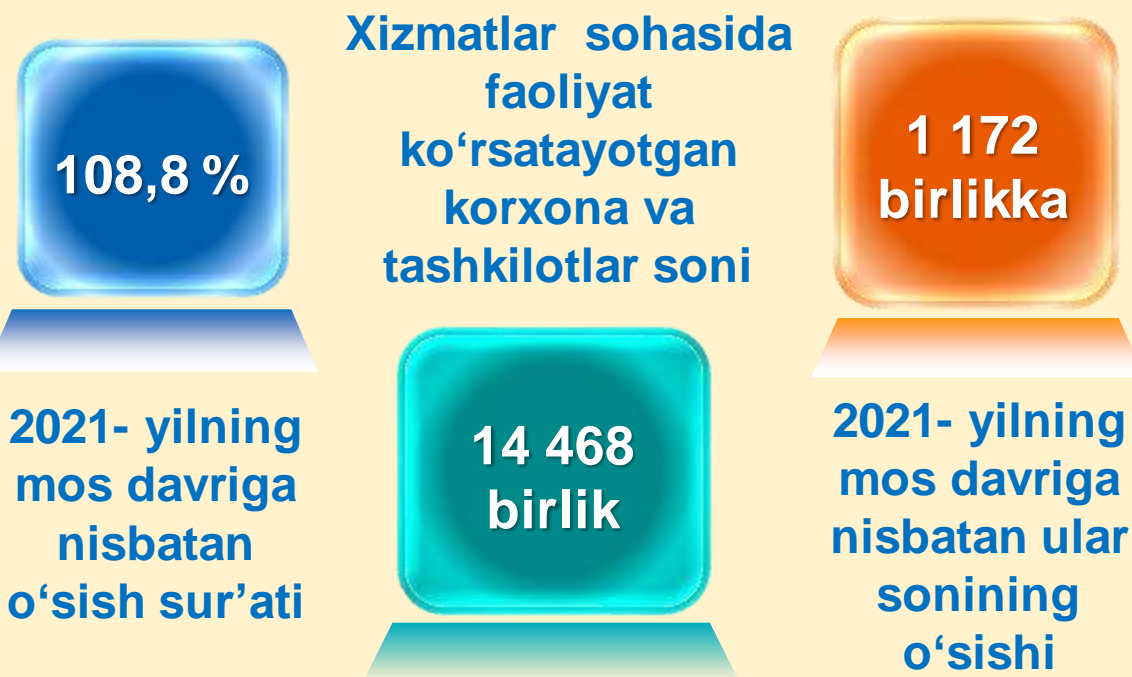 108,8 %
2021- yilning
mos davriga
nisbatan
o‘sish sur’ati
Xizmatlar sohasida
faoliyat
ko‘rsatayotgan
korxona va
tashkilotlar soni
14 468
birlik
1 172
birlikka
2021- yilning
mos davriga
nisbatan ular
sonining
o‘sishi